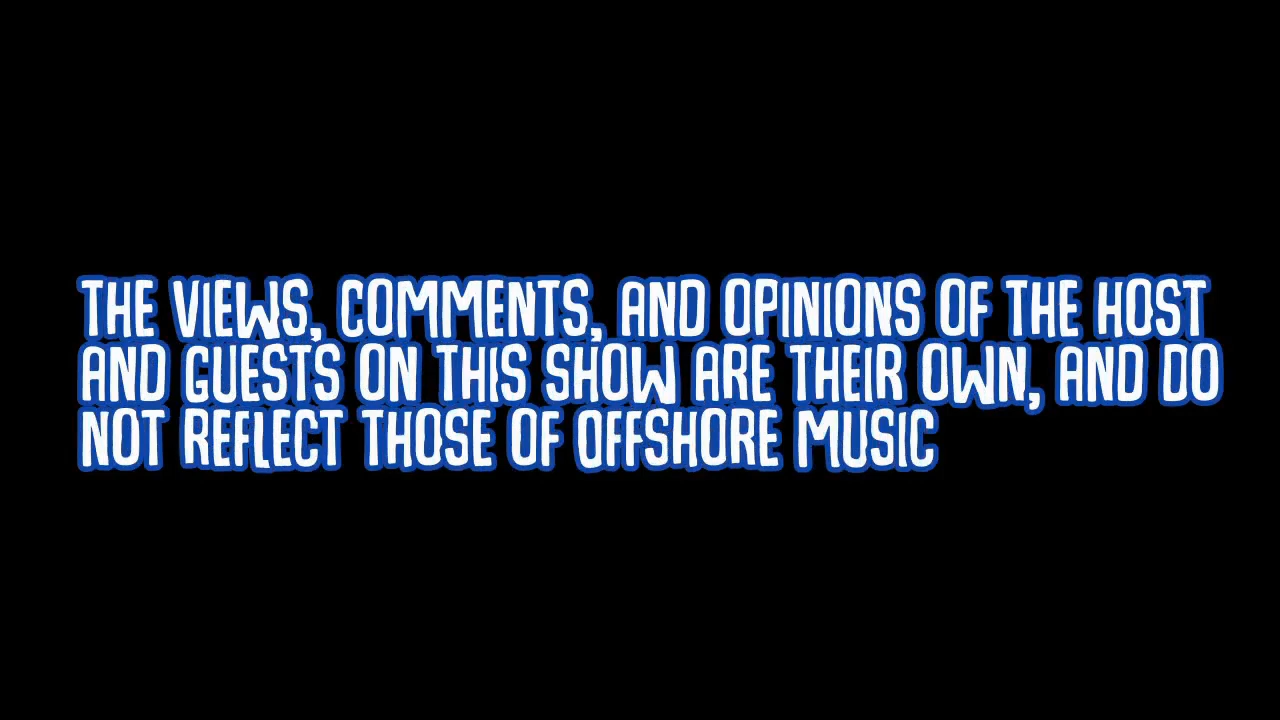 THE VIEWS, COMMENTS, AND OPINIONS OF THE HOST
AND GUESTS ON THIS SHOW ARE THEIR OWN, AND DO
NOT REFLECT THOSE OF OFFSHORE MUSIC